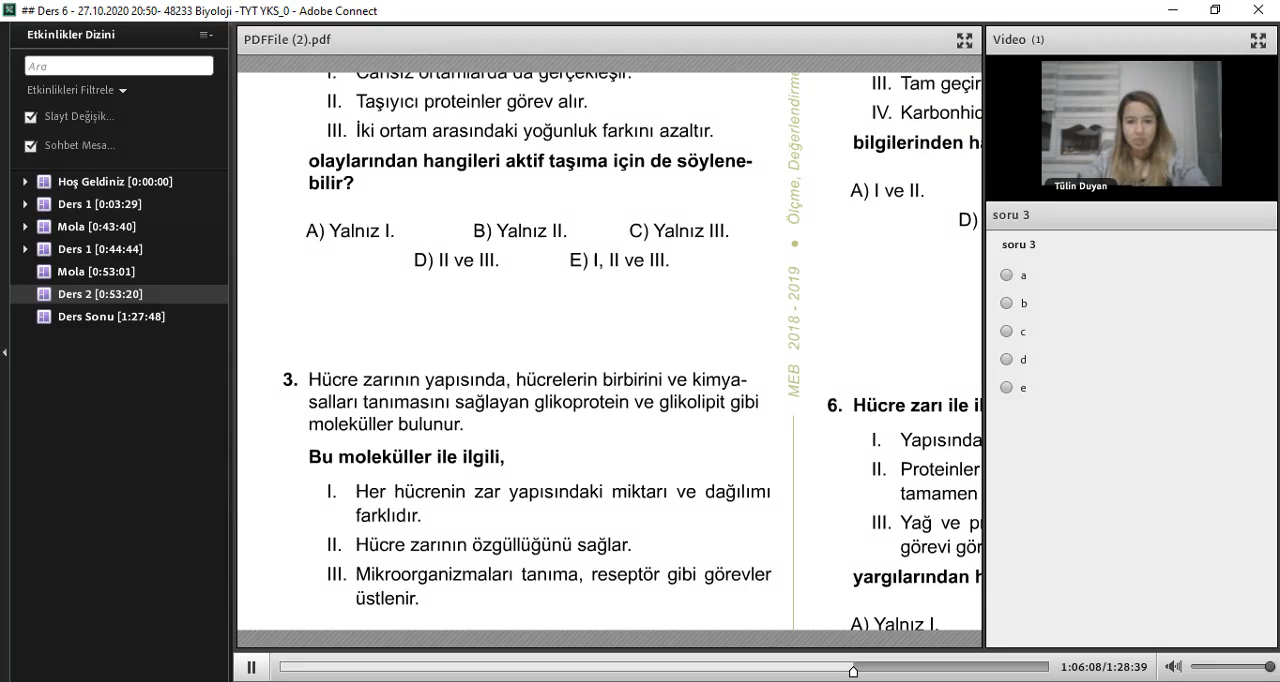 ## Ders 6 - 27.10.2020 20:50- 48233 Biyoloji -TYT YKS_0 - Adobe Connect
Etkinlikler Dizini
Ara
Etkinlikleri Filtrele
Slayt Değişik...
Sohbet Mesa...
Hoş Geldiniz [0:00:00]
Ders 1 [0:03:29]
Mola [0:43:40]
Ders 1 [0:44:44]
Mola [0:53:01]
Ders 2 [0:53:20]
Ders Sonu [1:27:48]
PDFFile (2).pdf
I. Cansız ortamlarda da gerçekleşir.
II. Taşıyıcı proteinler görev alır.
III. İki ortam arasındaki yoğunluk farkını azaltır.
olaylarından hangileri aktif taşıma için de söylene-
bilir?
A) Yalnız I. B) Yalnız II. C) Yalnız III.
D) II ve III. E) I, II ve III.
3. Hücre zarının yapısında, hücrelerin birbirini ve kimya-
salları tanımasını sağlayan glikoprotein ve glikolipit gibi
moleküller bulunur.
Bu moleküller ile ilgili,
I. Her hücrenin zar yapısındaki miktarı ve dağılımı
farklıdır.
II. Hücre zarının özgüllüğünü sağlar.
III. Mikroorganizmaları tanıma, reseptör gibi görevler
üstlenir.
MEB 2018 - 2019 ● Ölçme, Değerlendirme
III. Tam geçir
IV. Karbonhid
bilgilerinden ha
A) I ve II.
D)
6. Hücre zarı ile il
I. Yapısında
II. Proteinler
tamamen
III. Yağ ve pr
görevi gör
yargılarından h
A) Yalnız I.
Video (1)
Tülin Duyan
soru 3
soru 3
a
b
c
d
e
1:06:08/1:28:39